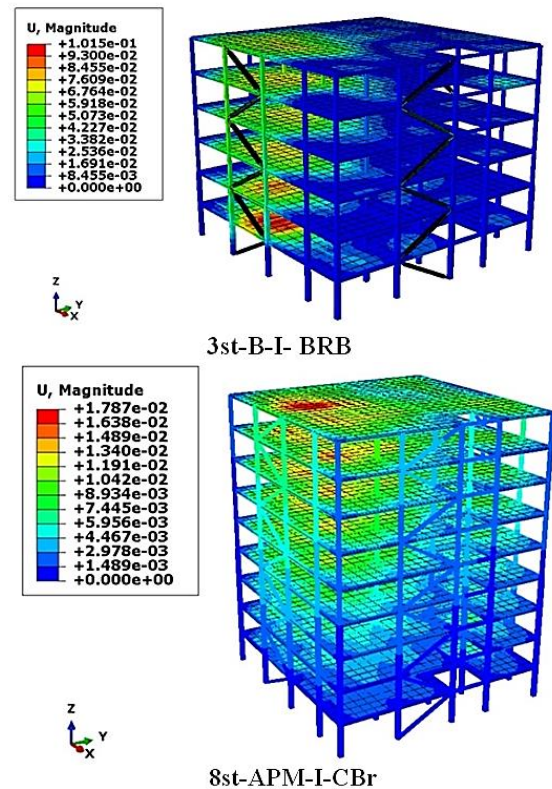 U, Magnitude
+1.015e-01
+9.300e-02
+8.455e-02
+7.609e-02
+6.764e-02
+5.918e-02
+5.073e-02
+4.227e-02
+3.382e-02
+2.536e-02
+1.691e-02
+8.455e-03
+0.000e+00
Z
Y
X
3st-B-I- BRB
U, Magnitude
+1.787e-02
+1.638e-02
+1.489e-02
+1.340e-02
+1.191e-02
+1.042e-02
+8.934e-03
+7.445e-03
+5.956e-03
+4.467e-03
+2.978e-03
+1.489e-03
+0.000e+00
Z
Y
X
8st-APM-I-CBr